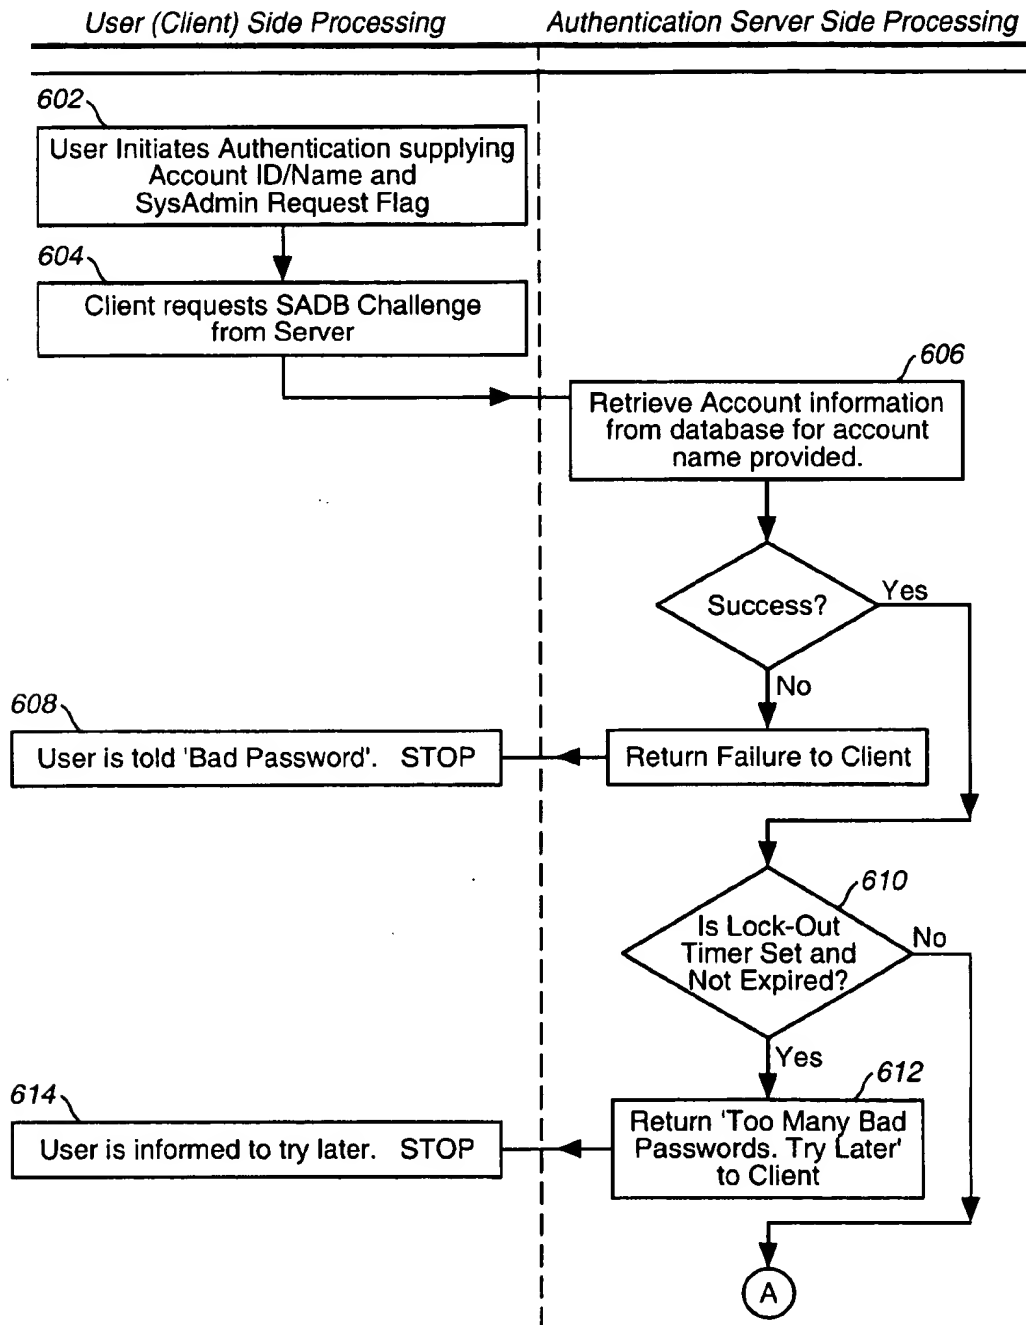 User (Client) Side Processing
Authentication Server Side Processing
602
User Initiates Authentication supplying
Account ID/Name and
SysAdmin Request Flag
604
Client requests SADB Challenge
from Server
606
Retrieve Account information
from database for account
name provided.
Success?
Yes
No
608
User is told 'Bad Password'. STOP
Return Failure to Client
610
Is Lock-Out
Timer Set and
Not Expired?
No
Yes
612
614
Return 'Too Many Bad
Passwords. Try Later'
to Client
User is informed to try later. STOP
A